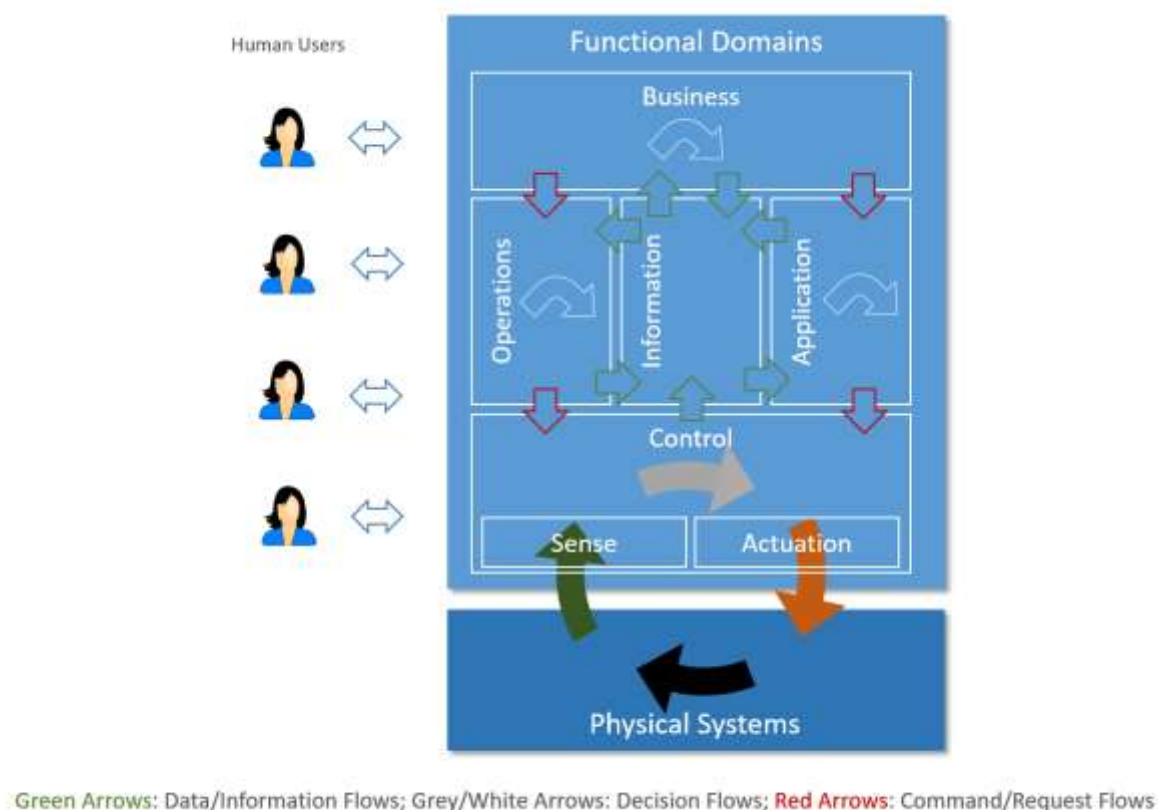 Human Users
Functional Domains
Business
Operations
Information
Application
Control
Sense
Actuation
Physical Systems
Green Arrows: Data/Information Flows; Grey/White Arrows: Decision Flows; Red Arrows: Command/Request Flows